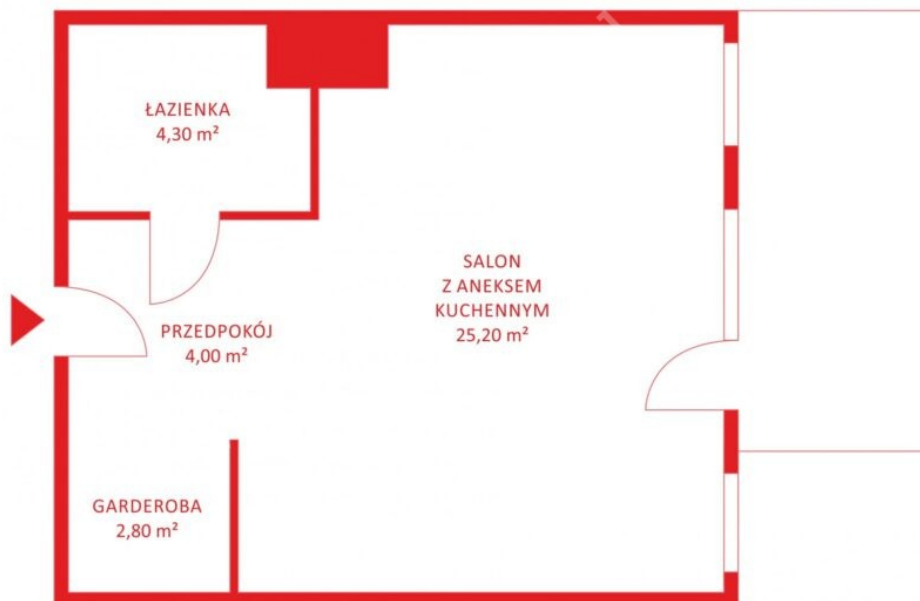 ŁAZIENKA
4,30 m²
SALON
Z ANEKSEM
KUCHENNYM
25,20 m²
PRZEDPOKÓJ
4,00 m²
GARDEROBA
2,80 m²